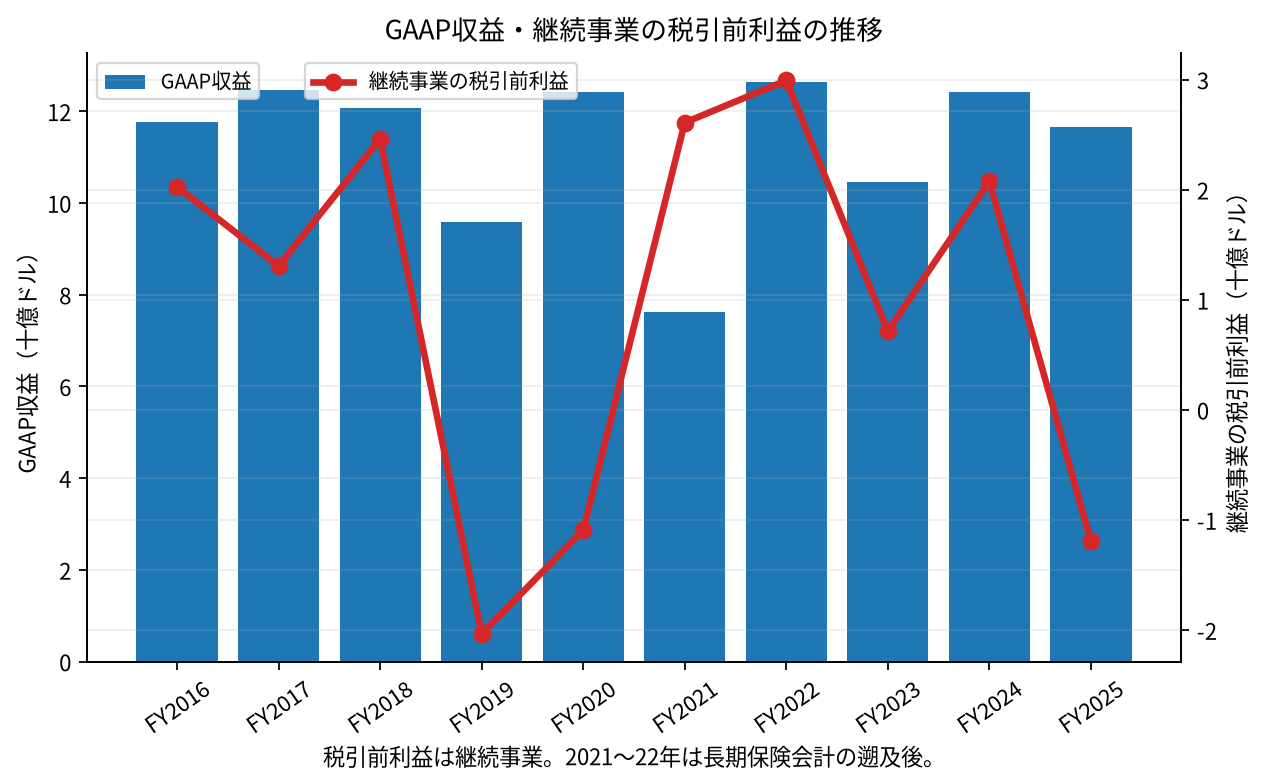 GAAP収益・継続事業の税引前利益の推移
GAAP収益
継続事業の税引前利益
GAAP収益（十億ドル）
12
10
8
6
4
2
0
3
2
1
0
-1
-2
継続事業の税引前利益（十億ドル）
FY2016
FY2017
FY2018
FY2019
FY2020
FY2021
FY2022
FY2023
FY2024
FY2025
税引前利益は継続事業。2021～22年は長期保険会計の遡及後。